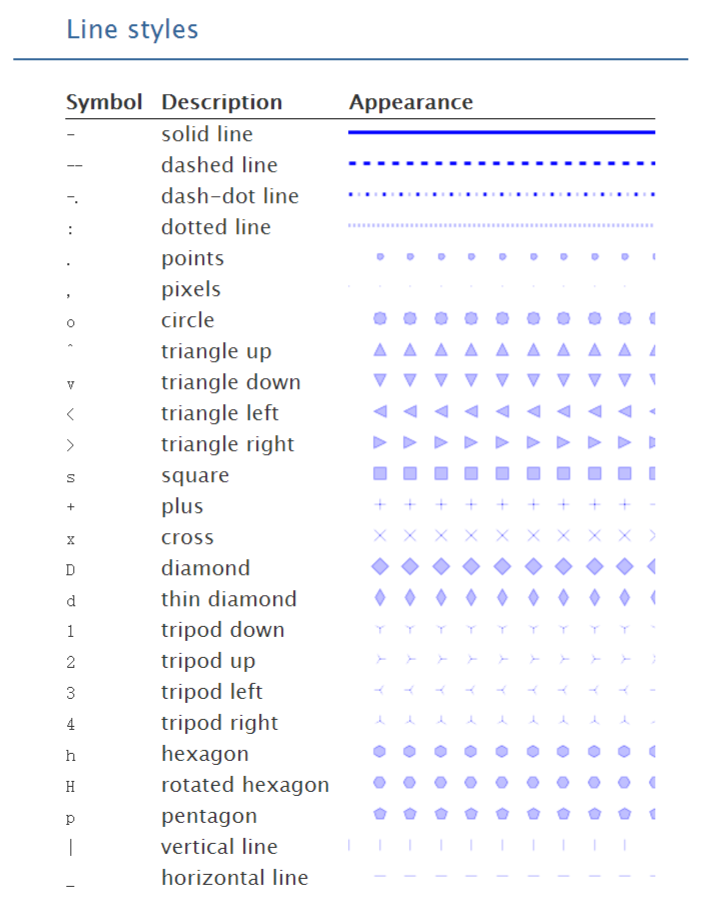 Line styles
Symbol Description Appearance
- solid line
-- dashed line
-. dash-dot line
: dotted line
. points
, pixels
o circle
^ triangle up
v triangle down
< triangle left
> triangle right
s square
+ plus
x cross
D diamond
d thin diamond
1 tripod down
2 tripod up
3 tripod left
4 tripod right
h hexagon
H rotated hexagon
p pentagon
| vertical line
_ horizontal line